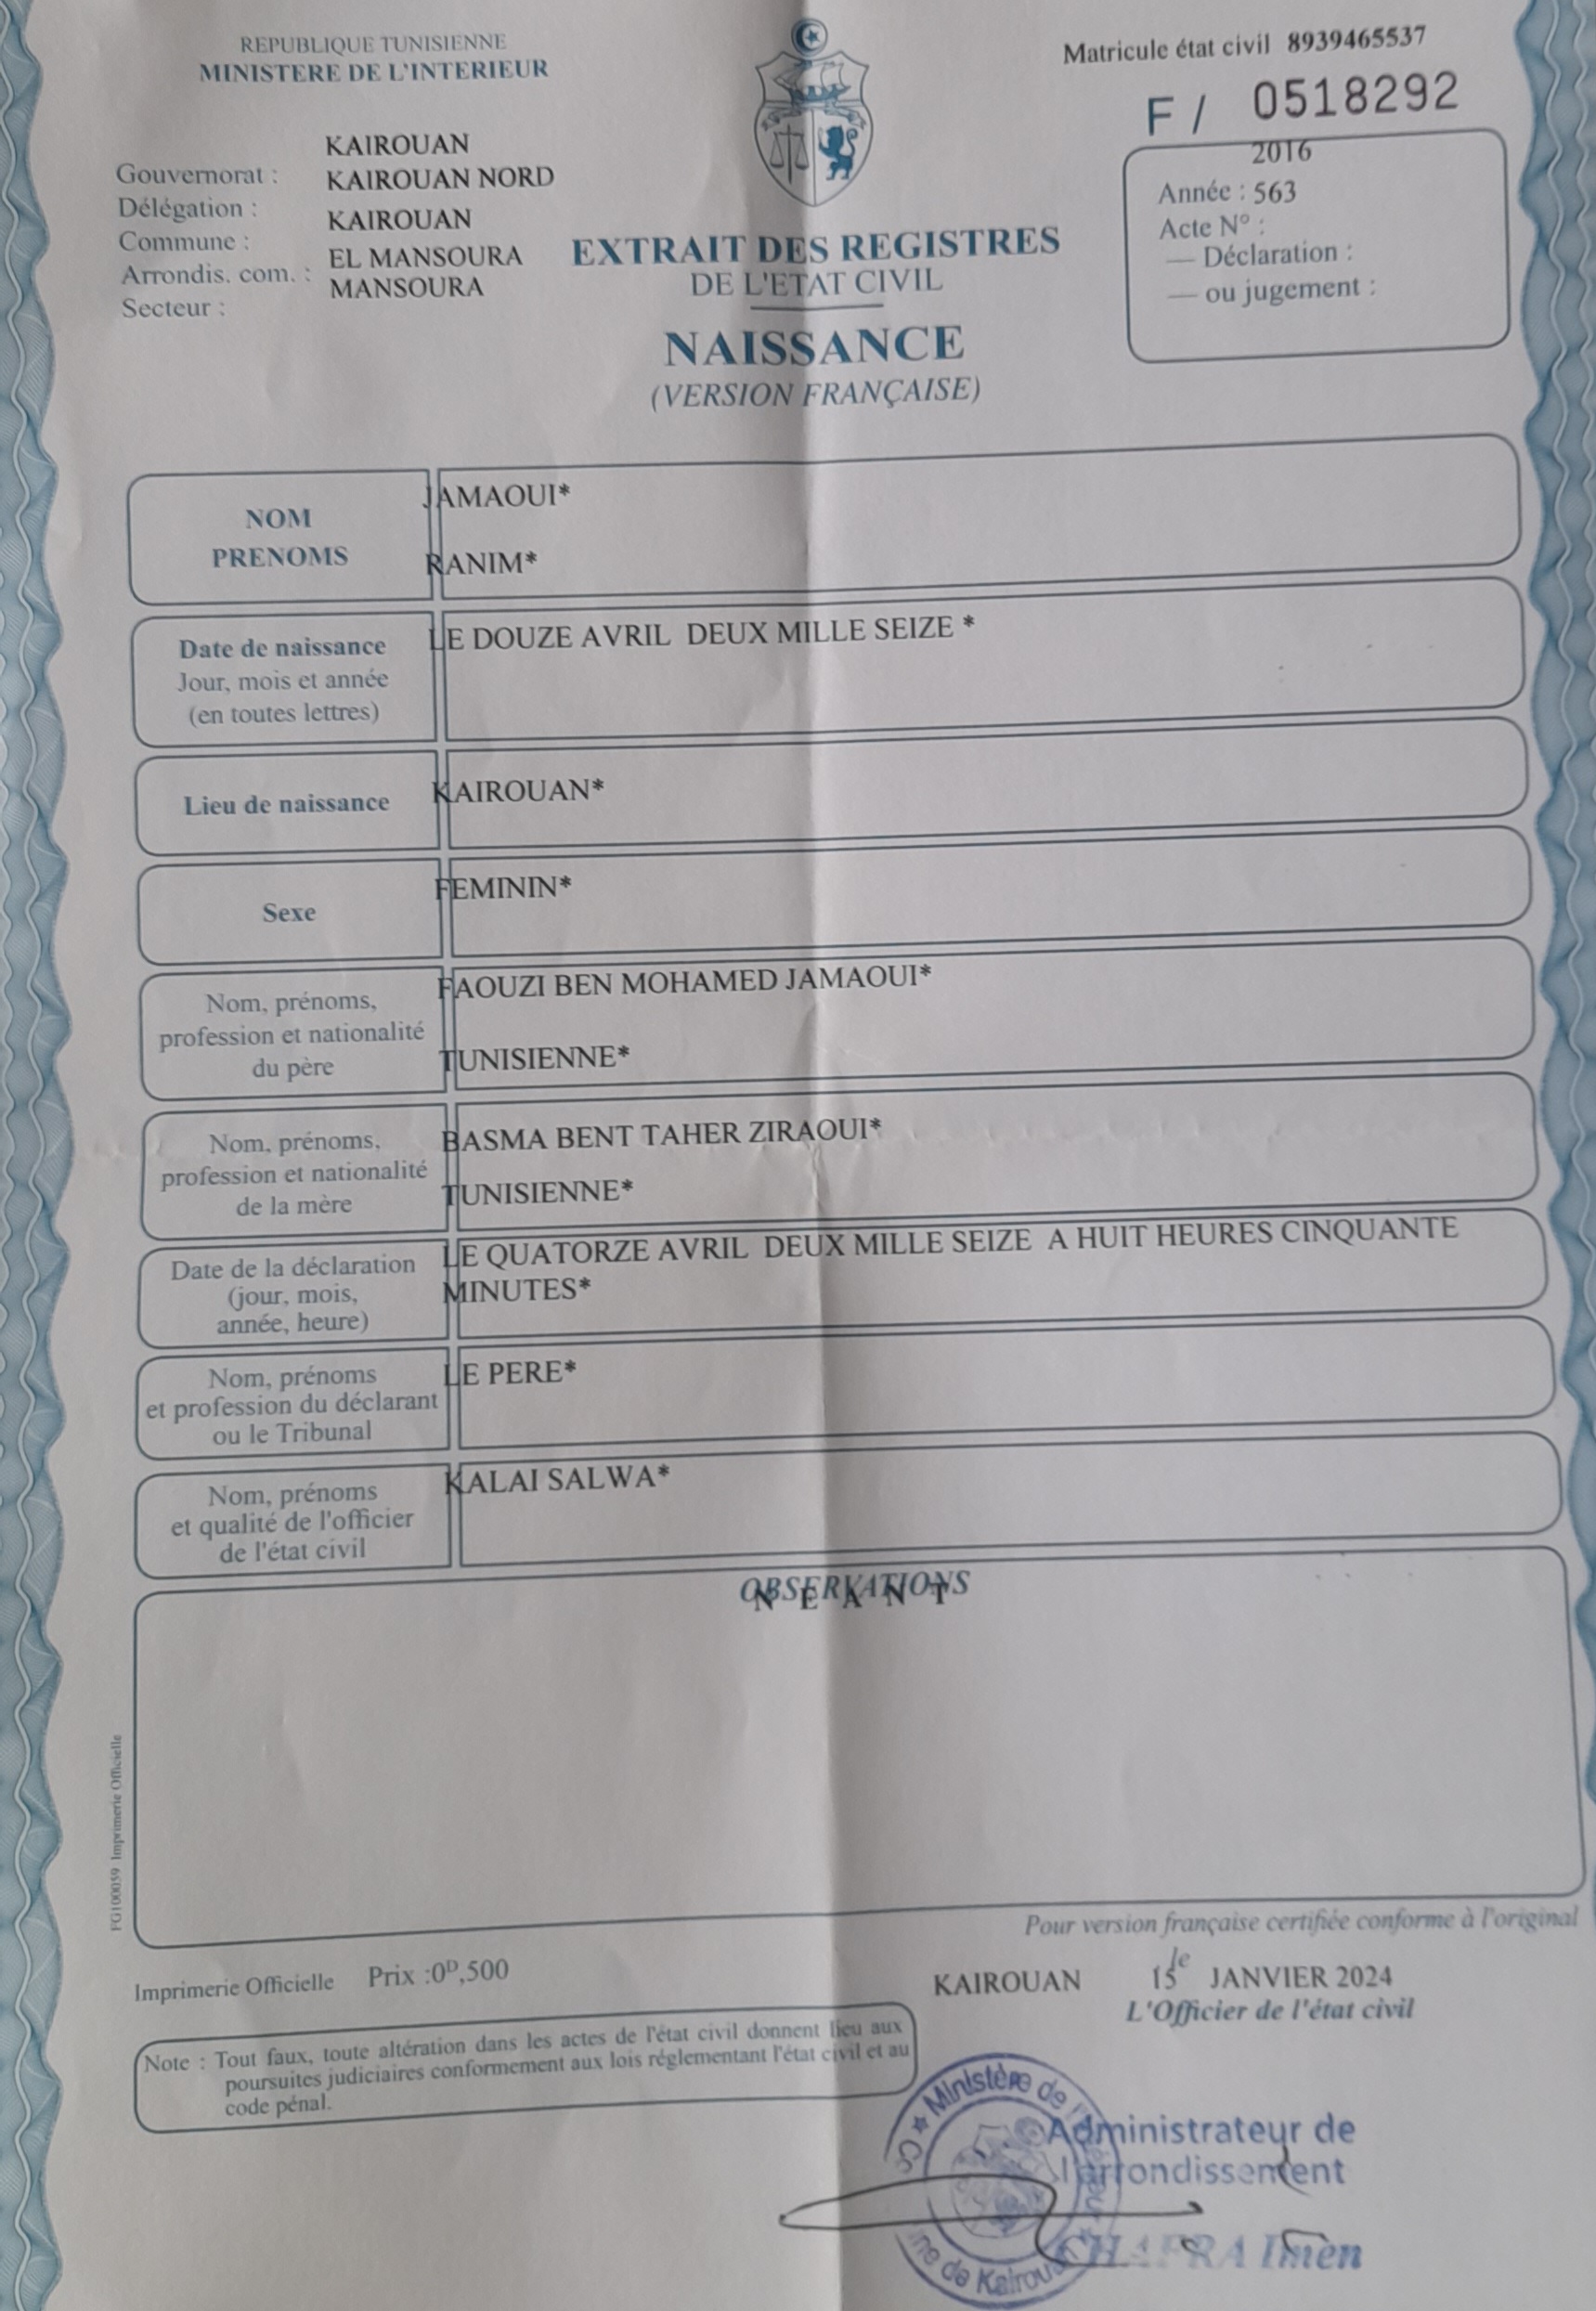 REPUBLIQUE TUNISIENNE
MINISTERE DE L'INTERIEUR
Matricule état civil 8939465537
F / 0518292
KAIROUAN
Gouvernorat :
KAIROUAN NORD
Délégation :
KAIROUAN
Commune :
EL MANSOURA
Arrondis. com. :
MANSOURA
Secteur :
2016
Année : 563
Acte N° :
— Déclaration :
— ou jugement :
EXTRAIT DES REGISTRES
DE L'ETAT CIVIL
NAISSANCE
(VERSION FRANÇAISE)
NOM
PRENOMS
JAMAOUI*
RANIM*
Date de naissance
Jour, mois et année
(en toutes lettres)
LE DOUZE AVRIL DEUX MILLE SEIZE *
Lieu de naissance
KAIROUAN*
Sexe
FEMININ*
Nom, prénoms,
profession et nationalité
du père
FAOUZI BEN MOHAMED JAMAOUI*
TUNISIENNE*
Nom, prénoms,
profession et nationalité
de la mère
BASMA BENT TAHER ZIRAOUI*
TUNISIENNE*
Date de la déclaration
(jour, mois,
année, heure)
LE QUATORZE AVRIL DEUX MILLE SEIZE A HUIT HEURES CINQUANTE
MINUTES*
Nom, prénoms
et profession du déclarant
ou le Tribunal
LE PERE*
Nom, prénoms
et qualité de l'officier
de l'état civil
KALAI SALWA*
OBSERVATIONS
N E A N T
FG100059 Imprimerie Officielle
Pour version française certifiée conforme à l'original
Imprimerie Officielle Prix :0ᴰ,500
KAIROUAN le 15 JANVIER 2024
L'Officier de l'état civil
Note : Tout faux, toute altération dans les actes de l'état civil donnent lieu aux
poursuites judiciaires conformement aux lois réglementant l'état civil et au
code pénal.
Ministère de
Administrateur de
l'arrondissement
de Kairouan
Imèn